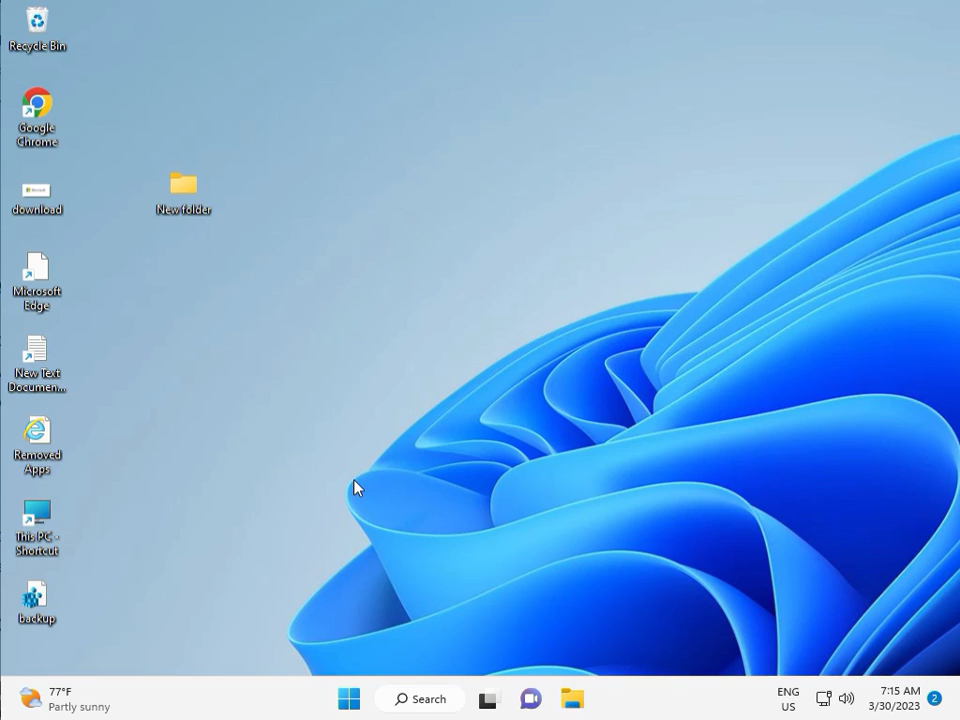 Recycle Bin
Google
Chrome
download
New folder
Microsoft
Edge
New Text
Documen...
Removed
Apps
This PC -
Shortcut
backup
77°F
Partly sunny
Search
ENG
US
7:15 AM
3/30/2023
2